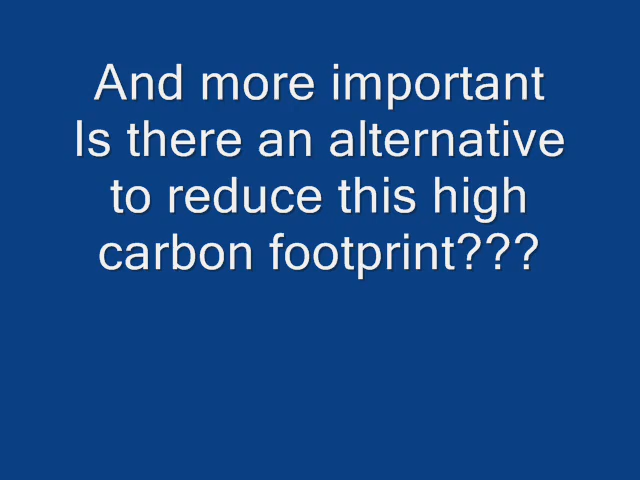 And more important
Is there an alternative
to reduce this high
carbon footprint???